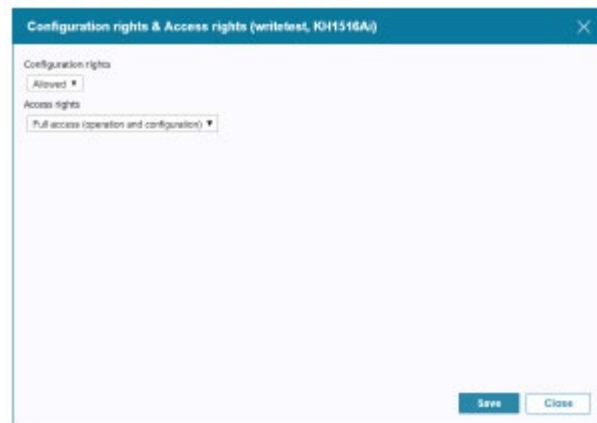 Configuration rights & Access rights (writetest, KH1516Ai)
Configuration rights
Allowed
Access rights
Full access (operation and configuration)
Save Close